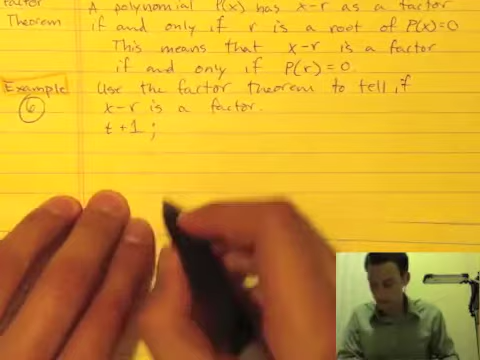 Factor
Theorem
A polynomial P(x) has x-r as a factor
if and only if r is a root of P(x)=0
This means that x-r is a factor
if and only if P(r)=0.
Example
6
Use the factor theorem to tell if
x-r is a factor.
t+1;